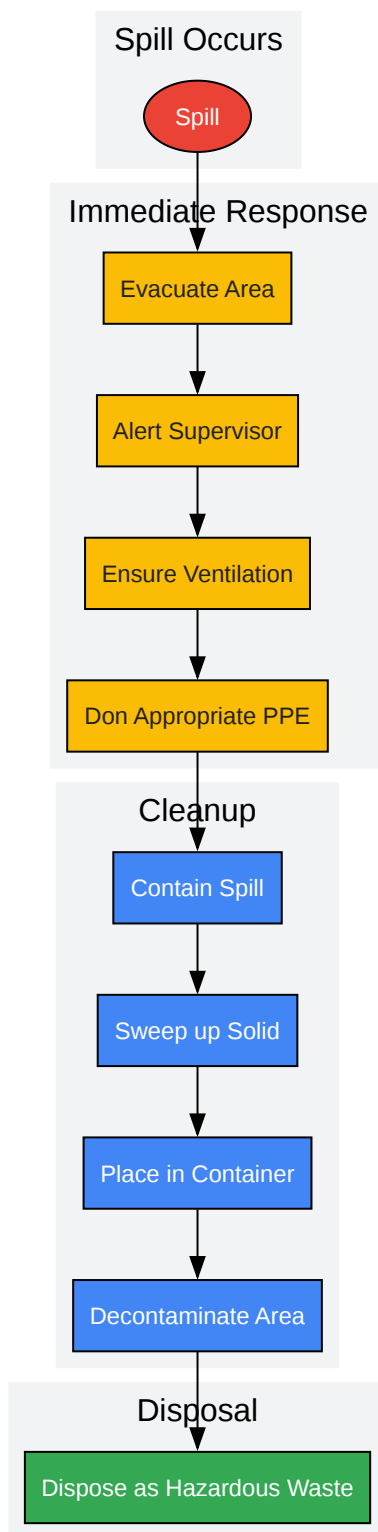 Spill Occurs
Spill
Immediate Response
Evacuate Area
Alert Supervisor
Ensure Ventilation
Don Appropriate PPE
Cleanup
Contain Spill
Sweep up Solid
Place in Container
Decontaminate Area
Disposal
Dispose as Hazardous Waste